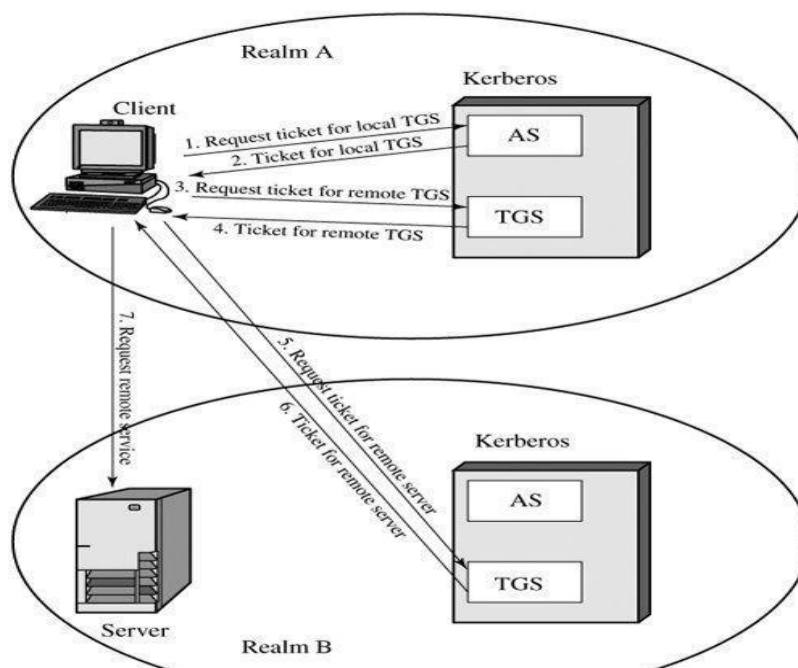 Realm A
Kerberos
Client
AS
1. Request ticket for local TGS
2. Ticket for local TGS
3. Request ticket for remote TGS
TGS
4. Ticket for remote TGS
7. Request remote service
5. Request ticket for remote server
6. Ticket for remote server
Kerberos
AS
TGS
Server
Realm B